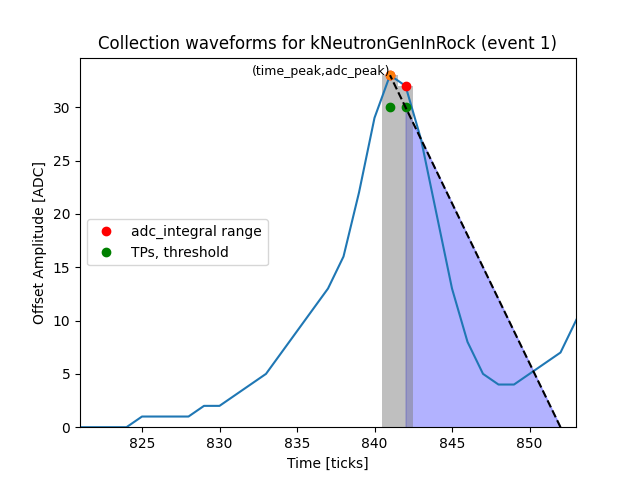 Collection waveforms for kNeutronGenInRock (event 1)
(time_peak,adc_peak)
Offset Amplitude [ADC]
30
25
20
15
10
5
0
adc_integral range
TPs, threshold
825 830 835 840 845 850
Time [ticks]